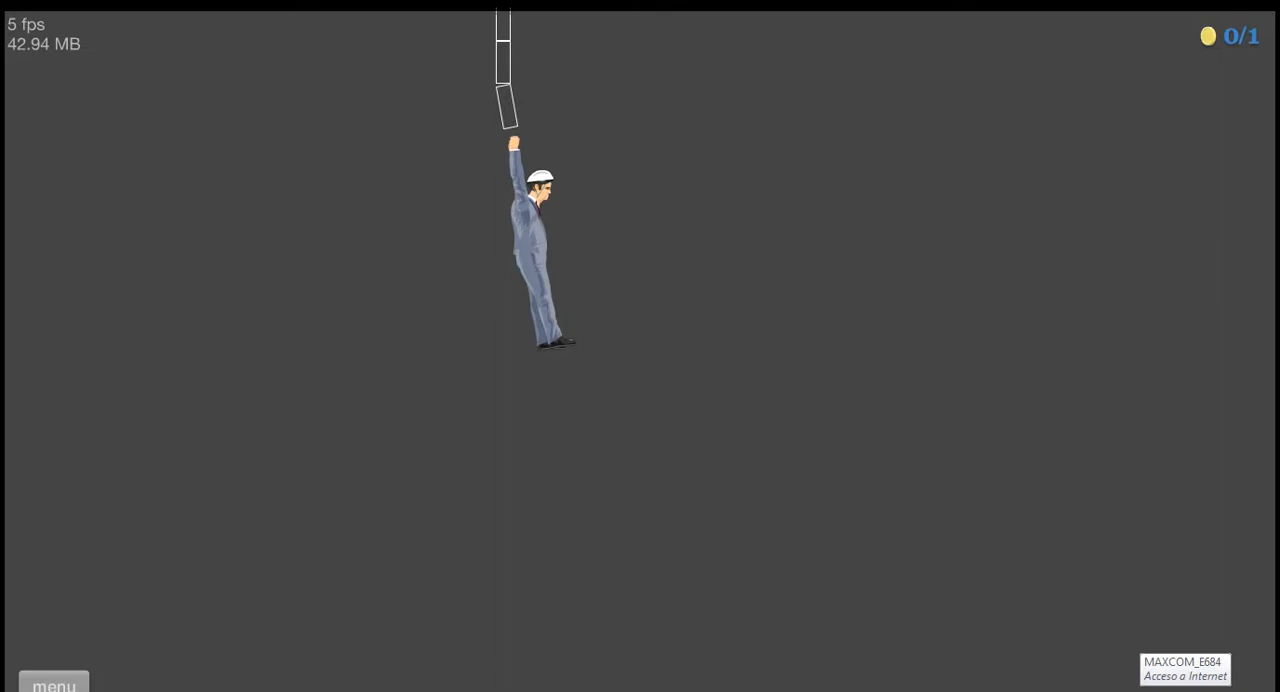 5 fps
0/1
42.94 MB
MAXCOM_E684
Acceso a Internet
menu